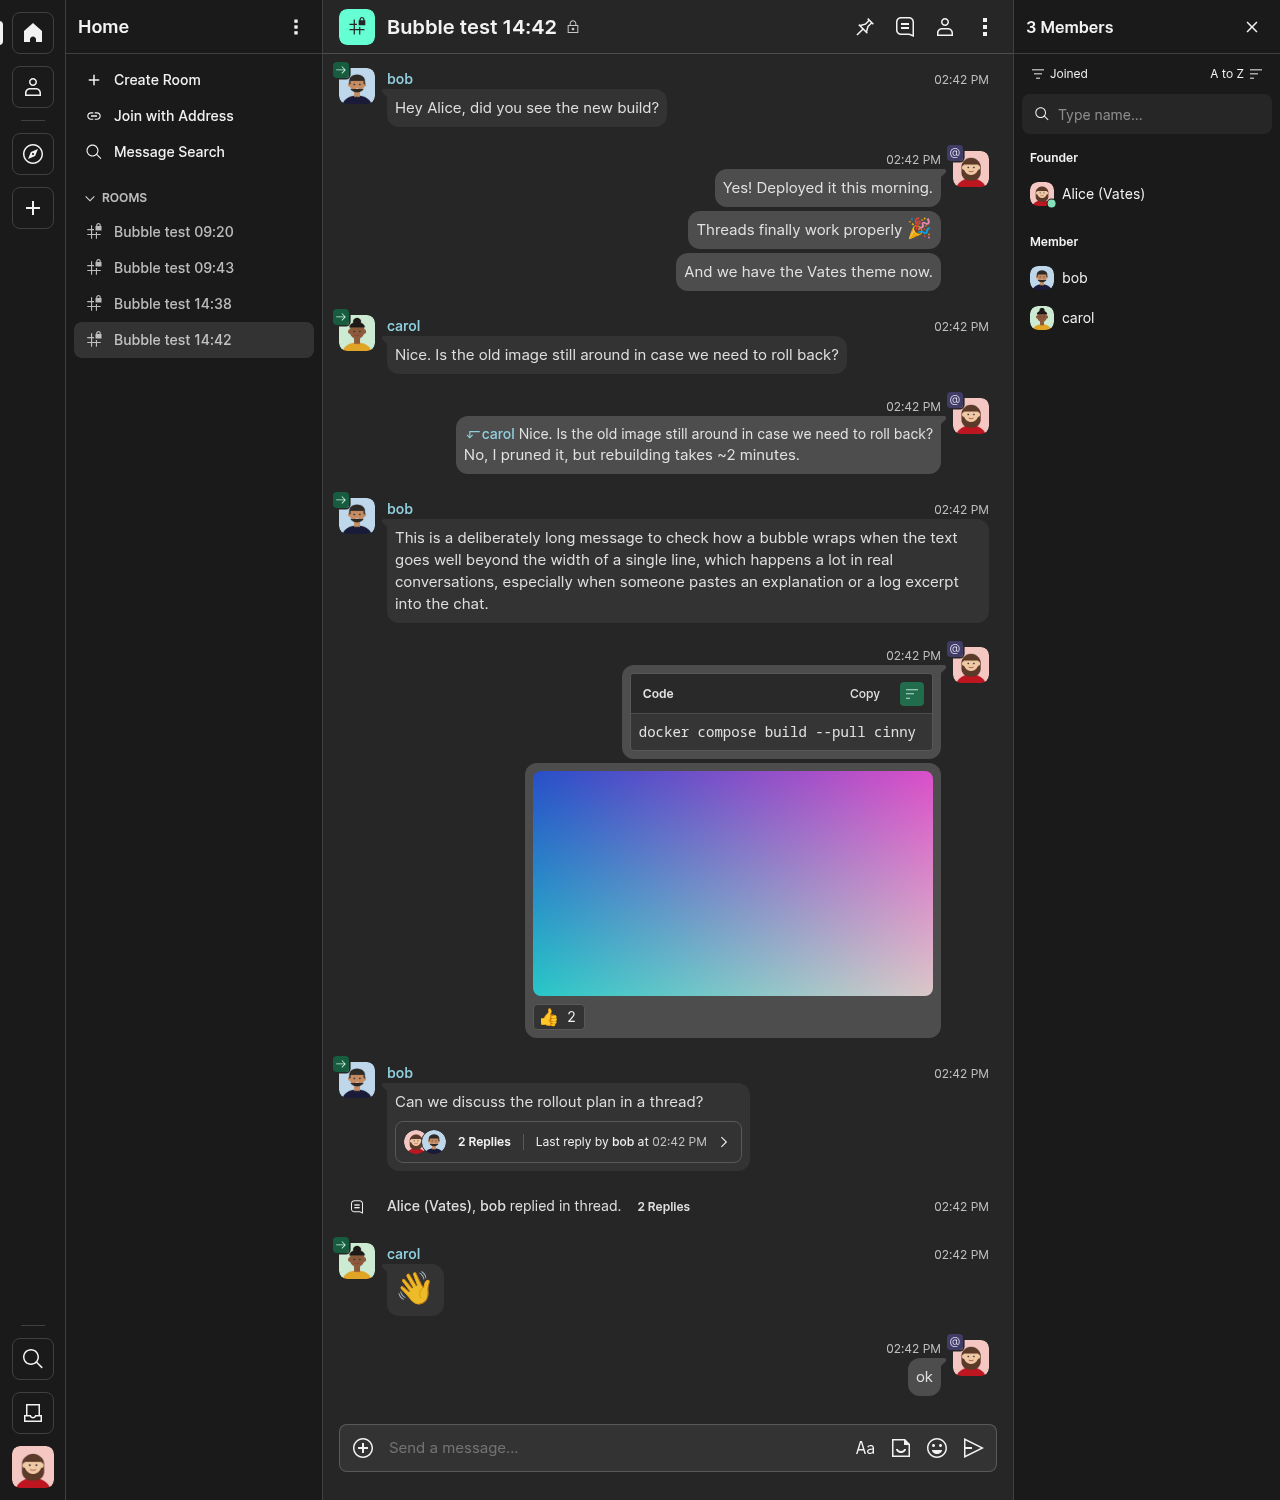 Home
Create Room
Join with Address
Message Search
ROOMS
Bubble test 09:20
Bubble test 09:43
Bubble test 14:38
Bubble test 14:42
Bubble test 14:42
bob 02:42 PM
Hey Alice, did you see the new build?
02:42 PM @
Yes! Deployed it this morning.
Threads finally work properly 🎉
And we have the Vates theme now.
carol 02:42 PM
Nice. Is the old image still around in case we need to roll back?
02:42 PM @
carol Nice. Is the old image still around in case we need to roll back?
No, I pruned it, but rebuilding takes ~2 minutes.
bob 02:42 PM
This is a deliberately long message to check how a bubble wraps when the text
goes well beyond the width of a single line, which happens a lot in real
conversations, especially when someone pastes an explanation or a log excerpt
into the chat.
02:42 PM @
Code Copy
docker compose build --pull cinny
👍 2
bob 02:42 PM
Can we discuss the rollout plan in a thread?
2 Replies Last reply by bob at 02:42 PM
Alice (Vates), bob replied in thread. 2 Replies 02:42 PM
carol 02:42 PM
👋
02:42 PM @
ok
Send a message... Aa
3 Members
Joined A to Z
Type name...
Founder
Alice (Vates)
Member
bob
carol